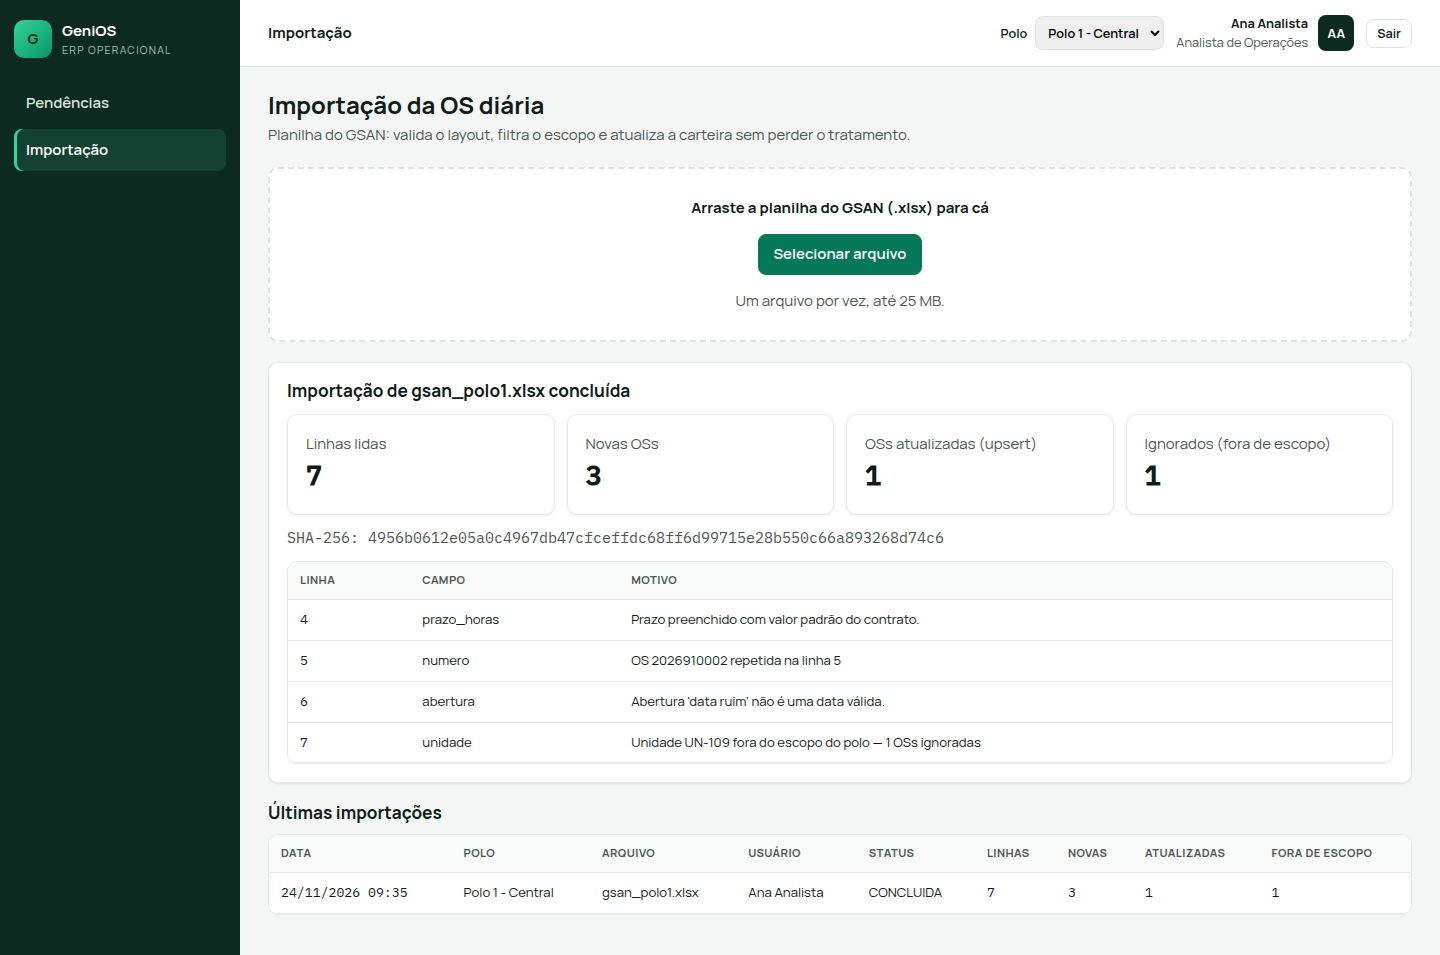 G
GeniOS
ERP OPERACIONAL
Pendências
Importação
Importação
Polo
Polo 1 - Central
Ana Analista
Analista de Operações
AA
Sair
Importação da OS diária
Planilha do GSAN: valida o layout, filtra o escopo e atualiza a carteira sem perder o tratamento.
Arraste a planilha do GSAN (.xlsx) para cá
Selecionar arquivo
Um arquivo por vez, até 25 MB.
Importação de gsan_polo1.xlsx concluída
Linhas lidas
7
Novas OSs
3
OSs atualizadas (upsert)
1
Ignorados (fora de escopo)
1
SHA-256: 4956b0612e05a0c4967db47cfceffdc68ff6d99715e28b550c66a893268d74c6
LINHA CAMPO MOTIVO
4 prazo_horas Prazo preenchido com valor padrão do contrato.
5 numero OS 2026910002 repetida na linha 5
6 abertura Abertura 'data ruim' não é uma data válida.
7 unidade Unidade UN-109 fora do escopo do polo — 1 OSs ignoradas
Últimas importações
DATA POLO ARQUIVO USUÁRIO STATUS LINHAS NOVAS ATUALIZADAS FORA DE ESCOPO
24/11/2026 09:35 Polo 1 - Central gsan_polo1.xlsx Ana Analista CONCLUIDA 7 3 1 1